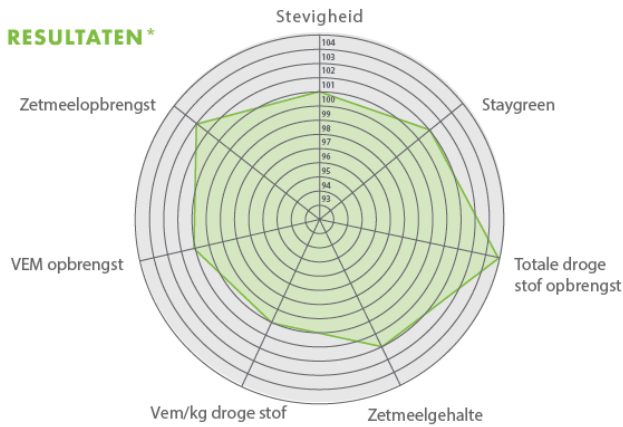 Stevigheid
RESULTATEN*
104
103
102
101
100
99
98
97
96
95
94
93
Zetmeelopbrengst
Staygreen
VEM opbrengst
Totale droge
stof opbrengst
Vem/kg droge stof
Zetmeelgehalte